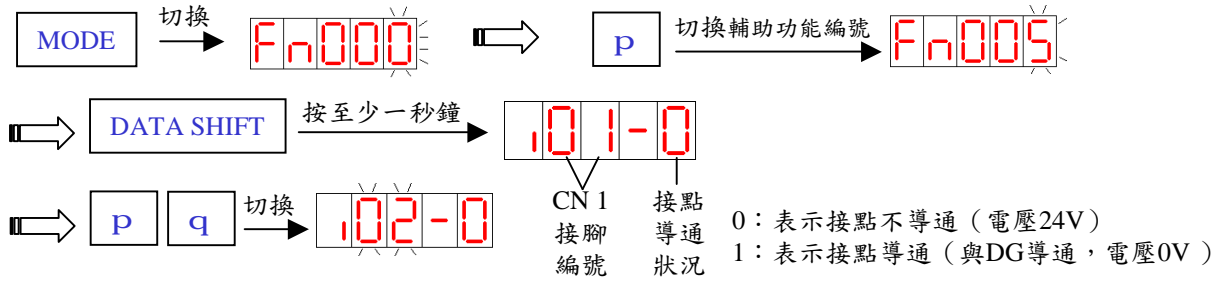 MODE 切換 Fn000 p 切換輔助功能編號 Fn005
DATA SHIFT 按至少一秒鐘 i01-0
p q 切換 i02-0
CN 1
接腳
編號
接點
導通
狀況
0：表示接點不導通（電壓24V）
1：表示接點導通（與DG導通，電壓0V ）